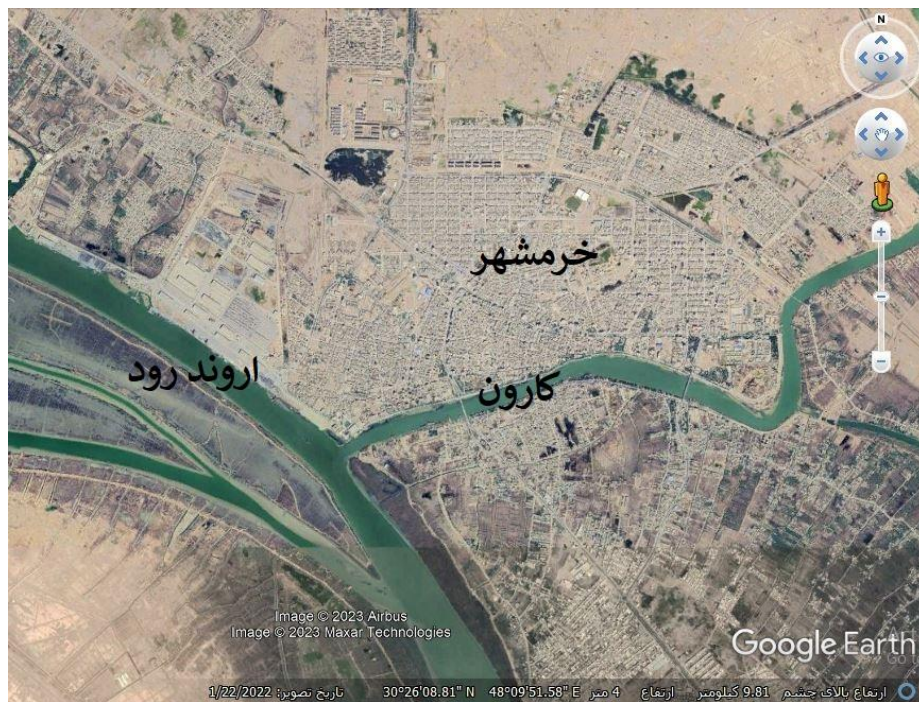 N
خرمشهر
اروند رود
کارون
Image © 2023 Airbus
Image © 2023 Maxar Technologies
Google Earth
تاریخ تصویر: 1/22/2022 30°26'08.81" N 48°09'51.58" E ارتفاع 4 متر ارتفاع بالای چشم 9.81 کیلومتر